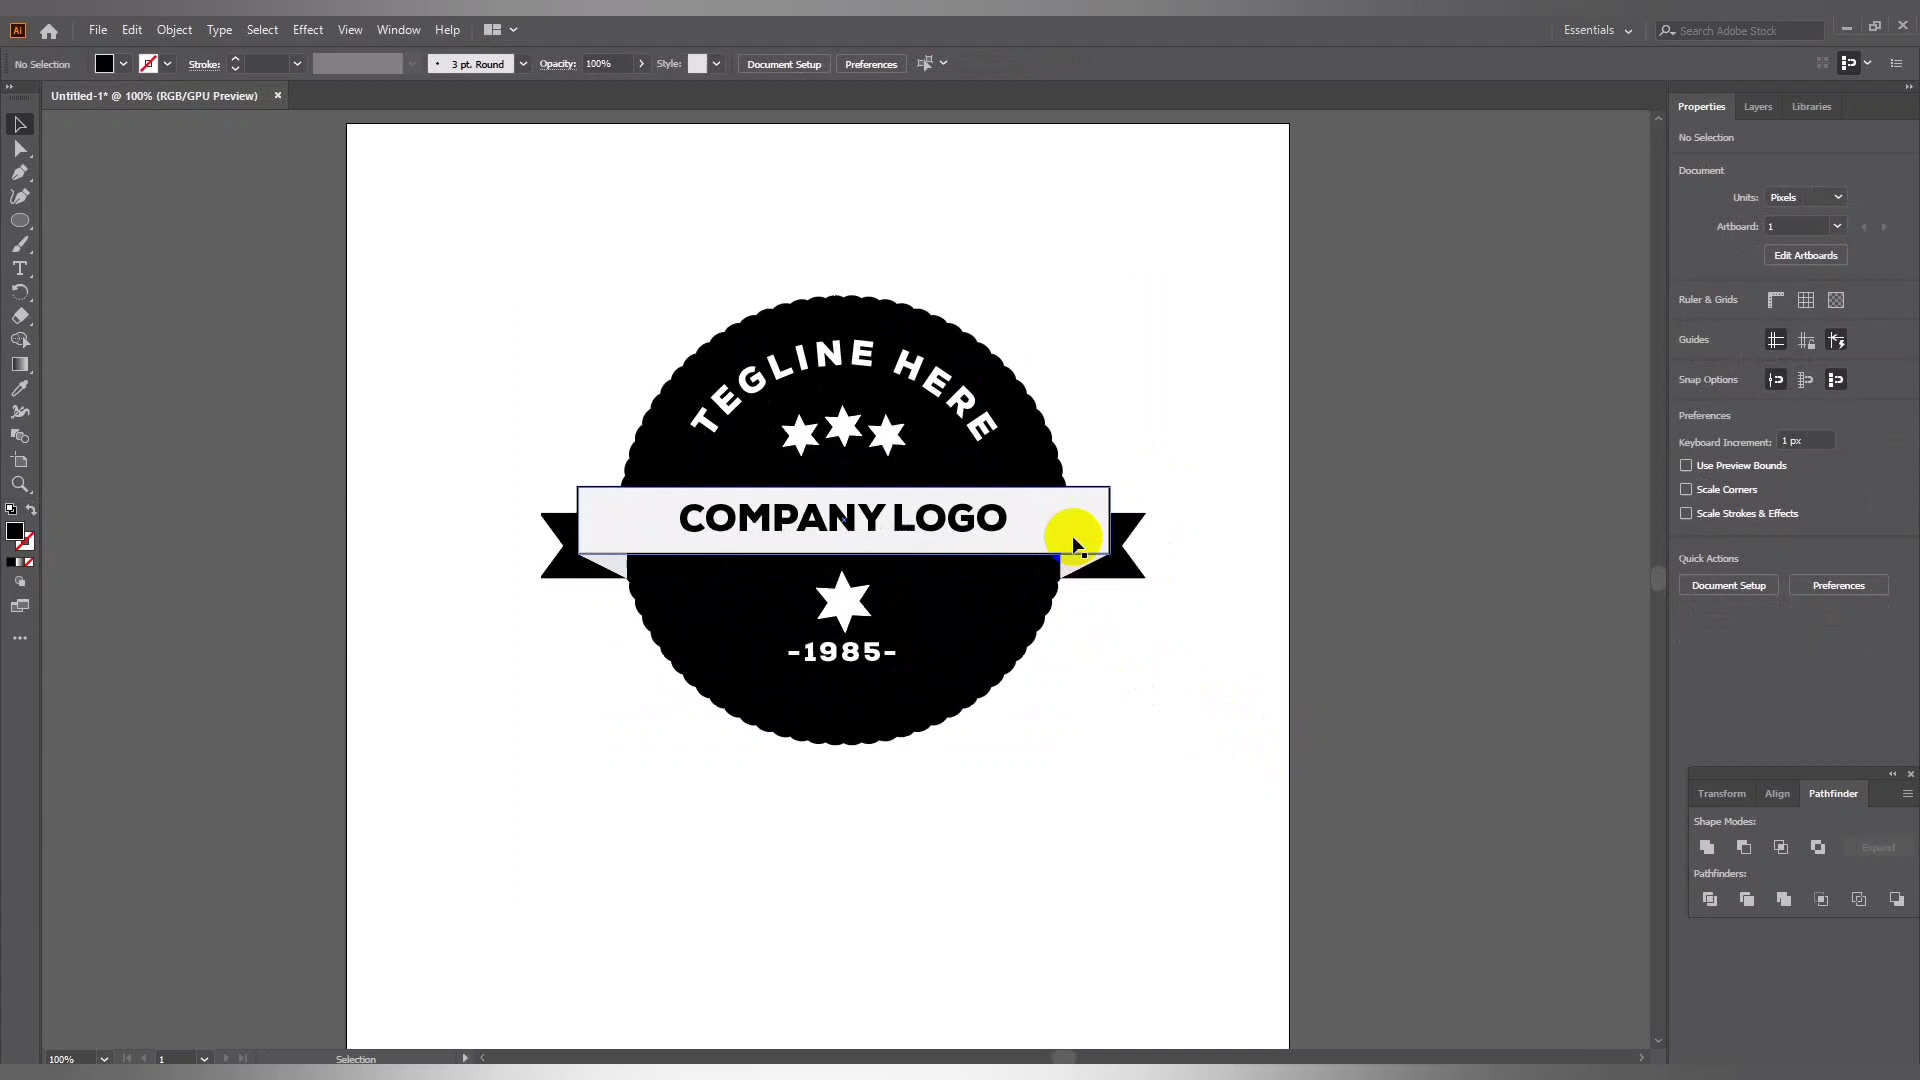 Ai File Edit Object Type Select Effect View Window Help Essentials Search Adobe Stock
No Selection Stroke: 3 pt. Round Opacity: 100% Style: Document Setup Preferences
Untitled-1* @ 100% (RGB/GPU Preview)
Properties Layers Libraries
No Selection
Document
Units: Pixels
Artboard: 1
Edit Artboards
Ruler & Grids
Guides
Snap Options
Preferences
Keyboard Increment: 1 px
Use Preview Bounds
Scale Corners
Scale Strokes & Effects
Quick Actions
Document Setup Preferences
TEGLINE HERE
COMPANY LOGO
-1985-
Transform Align Pathfinder
Shape Modes:
Expand
Pathfinders:
100% 1 Selection